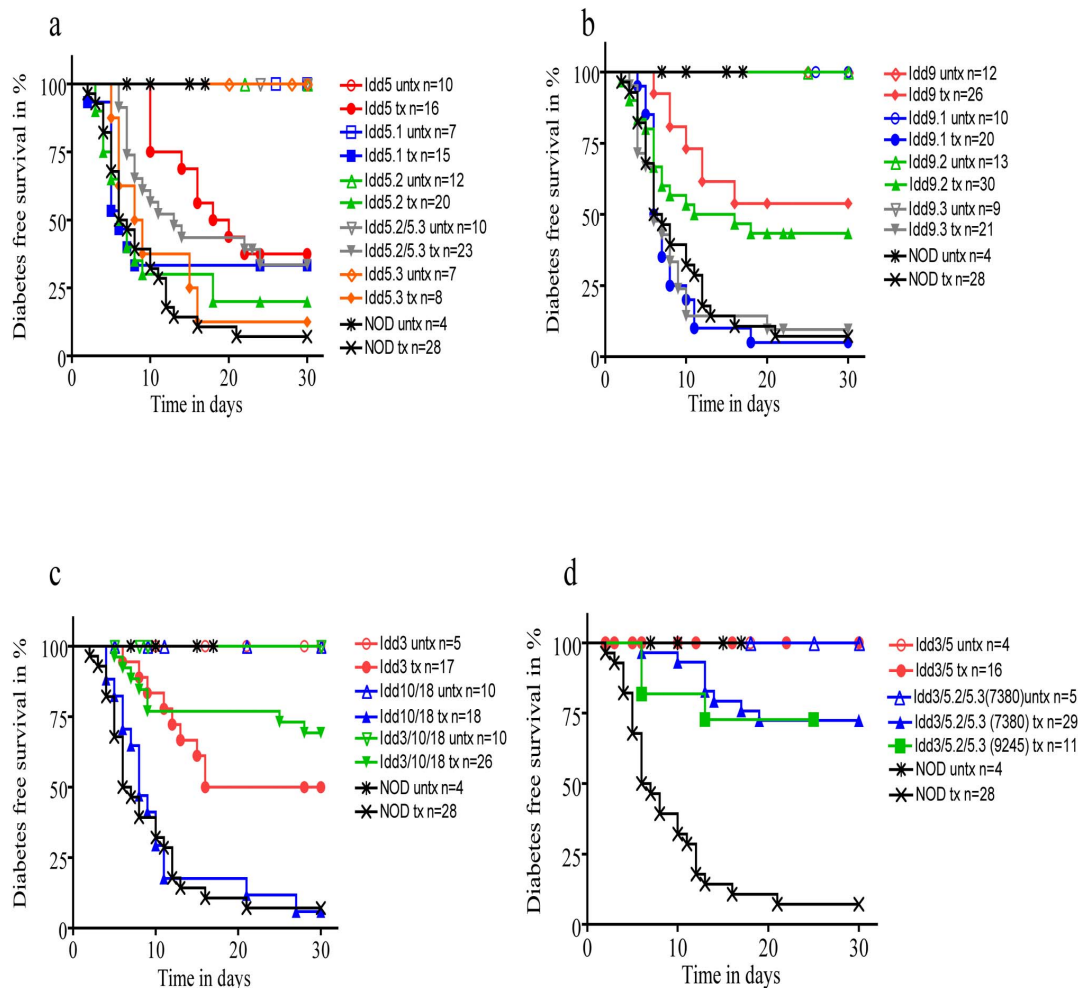 a
Diabetes free survival in %
100
75
50
25
0
0 10 20 30
Time in days
Idd5 untx n=10
Idd5 tx n=16
Idd5.1 untx n=7
Idd5.1 tx n=15
Idd5.2 untx n=12
Idd5.2 tx n=20
Idd5.2/5.3 untx n=10
Idd5.2/5.3 tx n=23
Idd5.3 untx n=7
Idd5.3 tx n=8
NOD untx n=4
NOD tx n=28
b
Diabetes free survival in %
100
75
50
25
0
0 10 20 30
Time in days
Idd9 untx n=12
Idd9 tx n=26
Idd9.1 untx n=10
Idd9.1 tx n=20
Idd9.2 untx n=13
Idd9.2 tx n=30
Idd9.3 untx n=9
Idd9.3 tx n=21
NOD untx n=4
NOD tx n=28
c
Diabetes free survival in %
100
75
50
25
0
0 10 20 30
Time in days
Idd3 untx n=5
Idd3 tx n=17
Idd10/18 untx n=10
Idd10/18 tx n=18
Idd3/10/18 untx n=10
Idd3/10/18 tx n=26
NOD untx n=4
NOD tx n=28
d
Diabetes free survival in %
100
75
50
25
0
0 10 20 30
Time in days
Idd3/5 untx n=4
Idd3/5 tx n=16
Idd3/5.2/5.3(7380)untx n=5
Idd3/5.2/5.3 (7380) tx n=29
Idd3/5.2/5.3 (9245) tx n=11
NOD untx n=4
NOD tx n=28